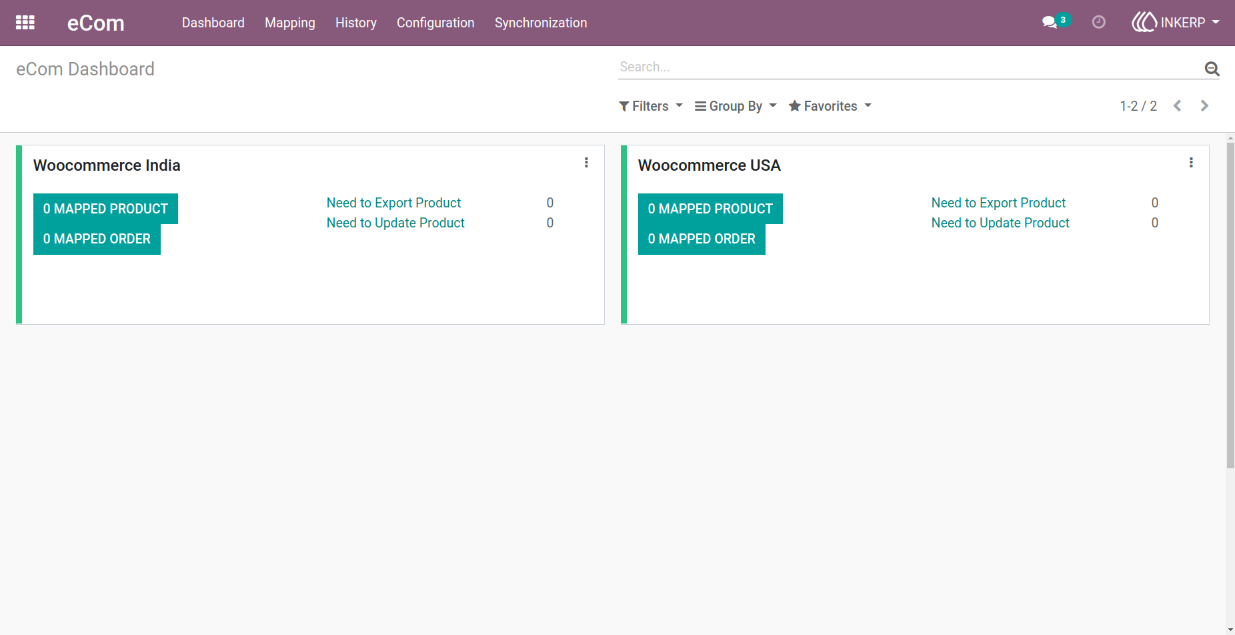 eCom Dashboard Mapping History Configuration Synchronization 3 INKERP
eCom Dashboard Search...
Filters Group By Favorites 1-2 / 2
Woocommerce India
0 MAPPED PRODUCT Need to Export Product 0
0 MAPPED ORDER Need to Update Product 0
Woocommerce USA
0 MAPPED PRODUCT Need to Export Product 0
0 MAPPED ORDER Need to Update Product 0